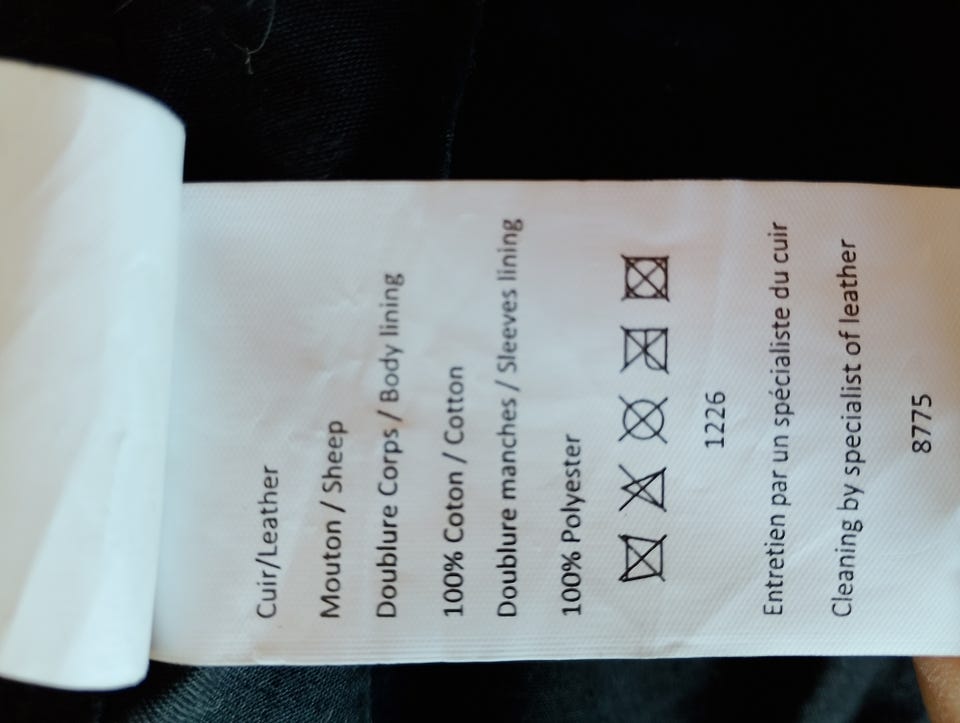 Cuir/Leather
Mouton / Sheep
Doublure Corps / Body lining
100% Coton / Cotton
Doublure manches / Sleeves lining
100% Polyester
1226
Entretien par un spécialiste du cuir
Cleaning by specialist of leather
8775